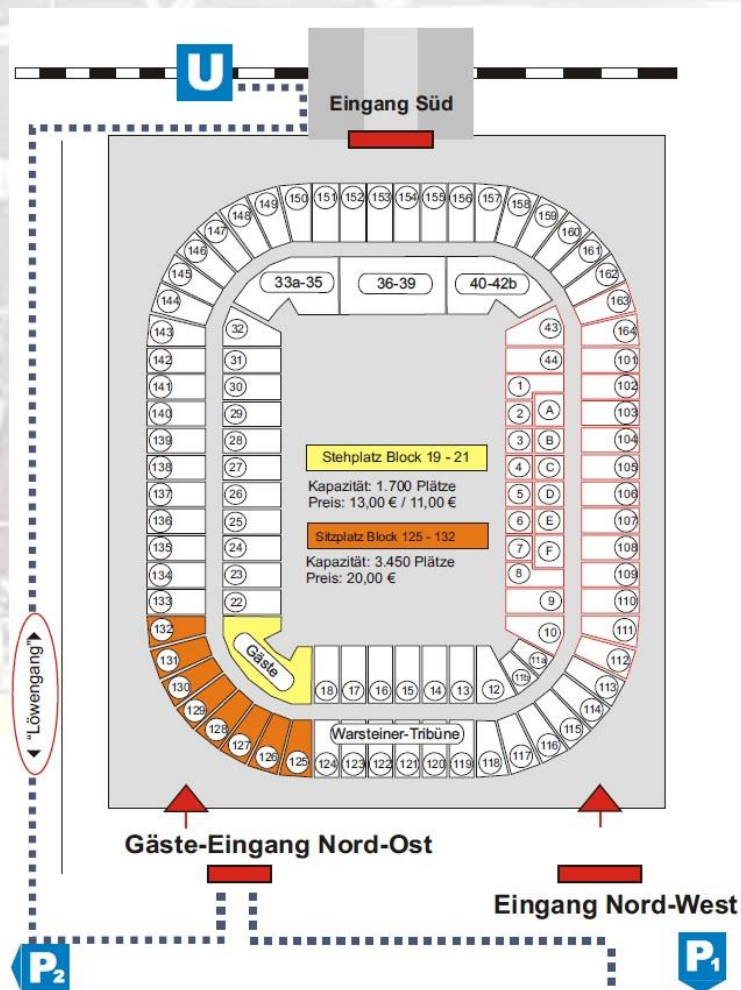 U
Eingang Süd
150 151 152 153 154 155 156 157
149 158
148 159
147 160
146 161
145 162
144 163
33a-35 36-39 40-42b
143 32 43 164
142 31 44 101
141 30 1 102
140 29 2 A 103
139 28 3 B 104
Stehplatz Block 19 - 21
138 27 4 C 105
Kapazität: 1.700 Plätze
137 26 5 D 106
Preis: 13,00 € / 11,00 €
136 25 6 E 107
Sitzplatz Block 125 - 132
135 24 7 F 108
Kapazität: 3.450 Plätze
134 23 8 109
Preis: 20,00 €
133 22 9 110
132 10 111
Gäste
131 11a 112
130 18 17 16 15 14 13 12 11b 113
129 114
128 Warsteiner-Tribüne 115
127 116
126 117
125 124 123 122 121 120 119 118
"Löwengang"
Gäste-Eingang Nord-Ost
Eingang Nord-West
P2
P1